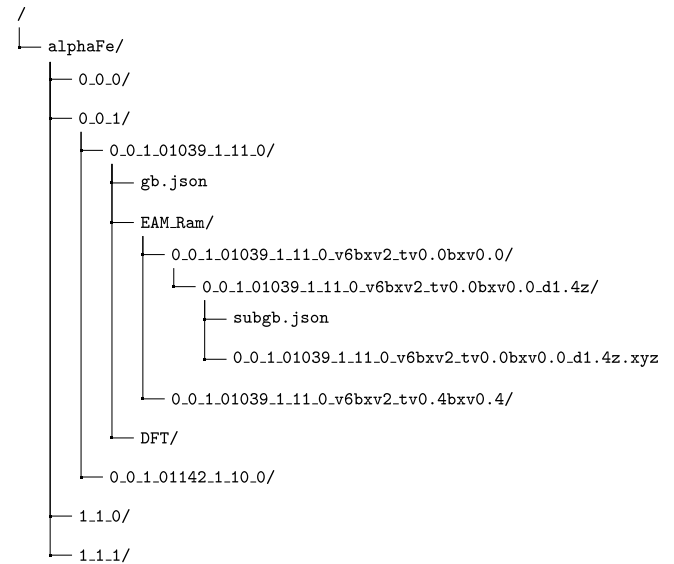 /
alphaFe/
0_0_0/
0_0_1/
0_0_1_01039_1_11_0/
gb.json
EAM_Ram/
0_0_1_01039_1_11_0_v6bxv2_tv0.0bxv0.0/
0_0_1_01039_1_11_0_v6bxv2_tv0.0bxv0.0_d1.4z/
subgb.json
0_0_1_01039_1_11_0_v6bxv2_tv0.0bxv0.0_d1.4z.xyz
0_0_1_01039_1_11_0_v6bxv2_tv0.4bxv0.4/
DFT/
0_0_1_01142_1_10_0/
1_1_0/
1_1_1/